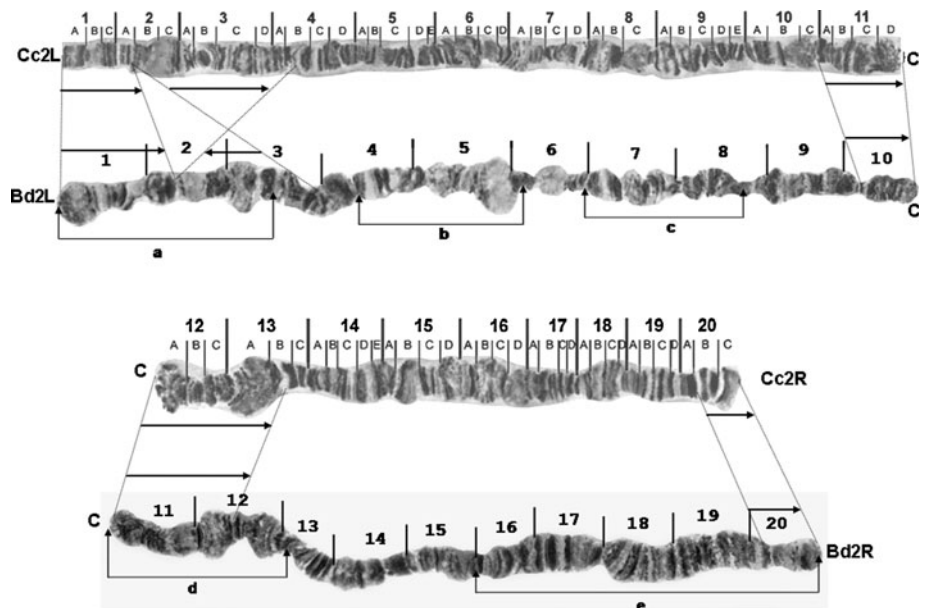 1 2 3 4 5 6 7 8 9 10 11
A B C A B C A B C D A B C D A B C D E A B C D A B C D A B C A B C D E A B C A B C D
Cc2L C
1 2 3 4 5 6 7 8 9 10
Bd2L C
a b c
12 13 14 15 16 17 18 19 20
A B C A B C A B C D E A B C D A B C D A B C D A B C D A B C D A B C
C Cc2R
C 11 12 13 14 15 16 17 18 19 20
Bd2R
d e